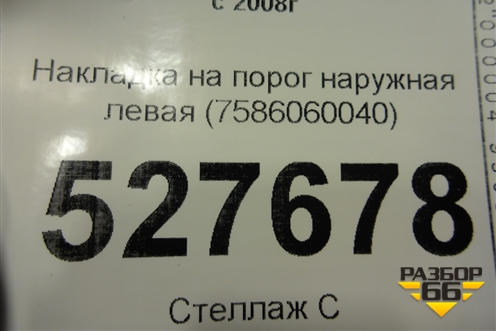 с 2008г
Накладка на порог наружная
левая (7586060040)
527678
Стеллаж С
РАЗБОР
66